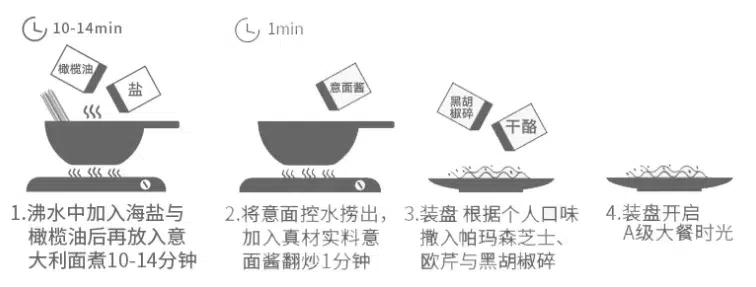 10-14min
1min
橄榄油
盐
意面酱
黑胡
椒碎
干酪
1.沸水中加入海盐与
橄榄油后再放入意
大利面煮10-14分钟
2.将意面控水捞出，
加入真材实料意
面酱翻炒1分钟
3.装盘 根据个人口味
撒入帕玛森芝士、
欧芹与黑胡椒碎
4.装盘开启
A级大餐时光